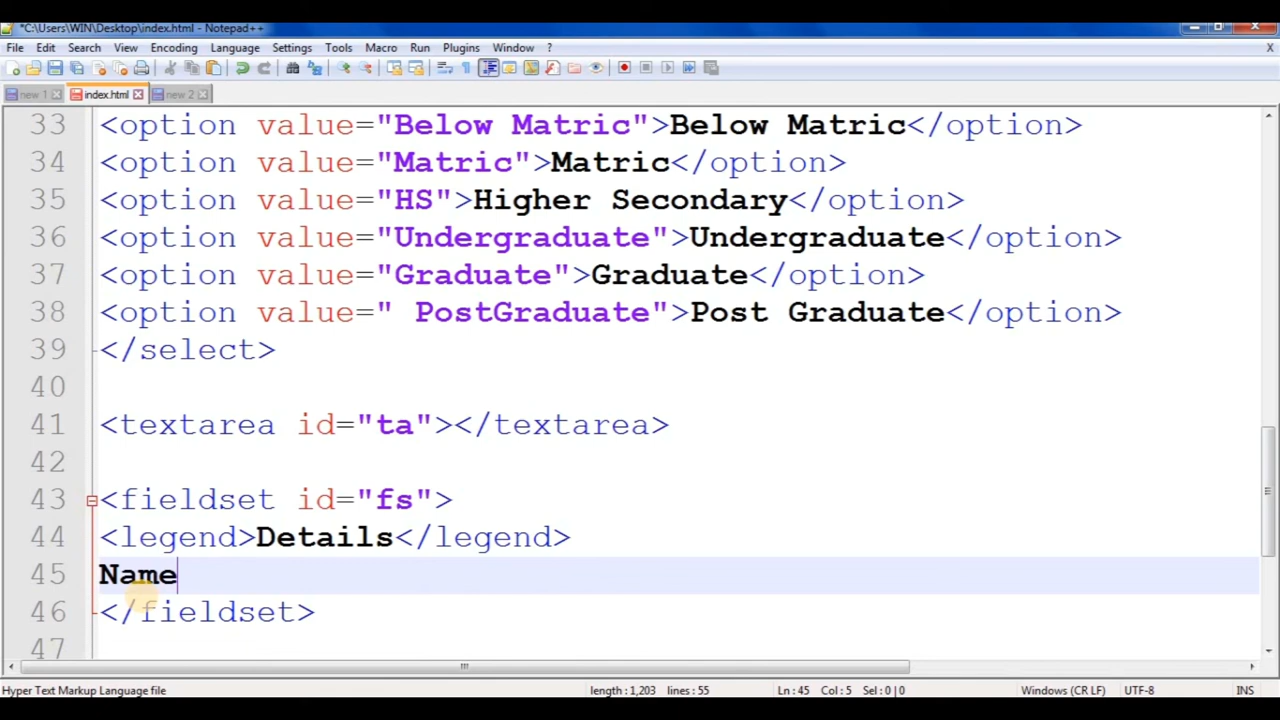 *C:\Users\WIN\Desktop\index.html - Notepad++
File Edit Search View Encoding Language Settings Tools Macro Run Plugins Window ? X
new 1 index.html new 2
33 <option value="Below Matric">Below Matric</option>
34 <option value="Matric">Matric</option>
35 <option value="HS">Higher Secondary</option>
36 <option value="Undergraduate">Undergraduate</option>
37 <option value="Graduate">Graduate</option>
38 <option value=" PostGraduate">Post Graduate</option>
39 </select>
40
41 <textarea id="ta"></textarea>
42
43 <fieldset id="fs">
44 <legend>Details</legend>
45 Name
46 </fieldset>
47
Hyper Text Markup Language file length : 1,203 lines : 55 Ln : 45 Col : 5 Sel : 0 | 0 Windows (CR LF) UTF-8 INS